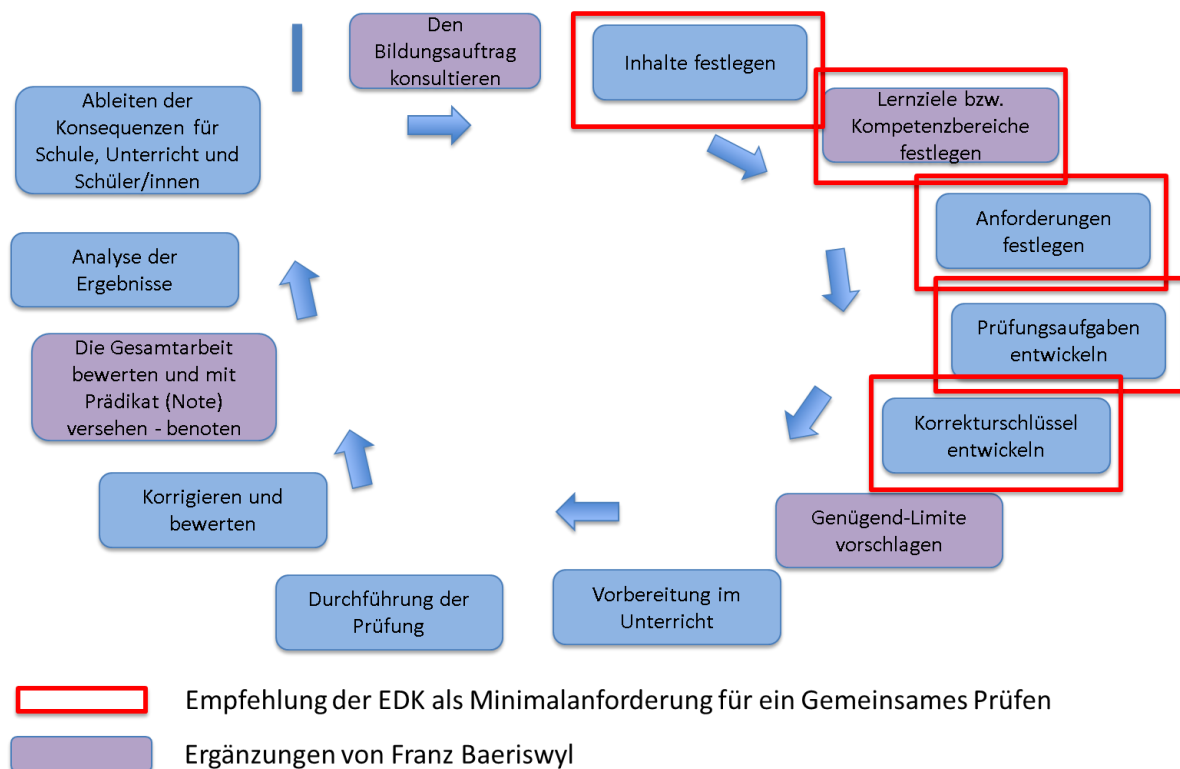 Den
Bildungsauftrag
konsultieren
Inhalte festlegen
Lernziele bzw.
Kompetenzbereiche
festlegen
Anforderungen
festlegen
Prüfungsaufgaben
entwickeln
Korrekturschlüssel
entwickeln
Genügend-Limite
vorschlagen
Vorbereitung im
Unterricht
Durchführung der
Prüfung
Korrigieren und
bewerten
Die Gesamtarbeit
bewerten und mit
Prädikat (Note)
versehen - benoten
Analyse der
Ergebnisse
Ableiten der
Konsequenzen für
Schule, Unterricht und
Schüler/innen
Empfehlung der EDK als Minimalanforderung für ein Gemeinsames Prüfen
Ergänzungen von Franz Baeriswyl